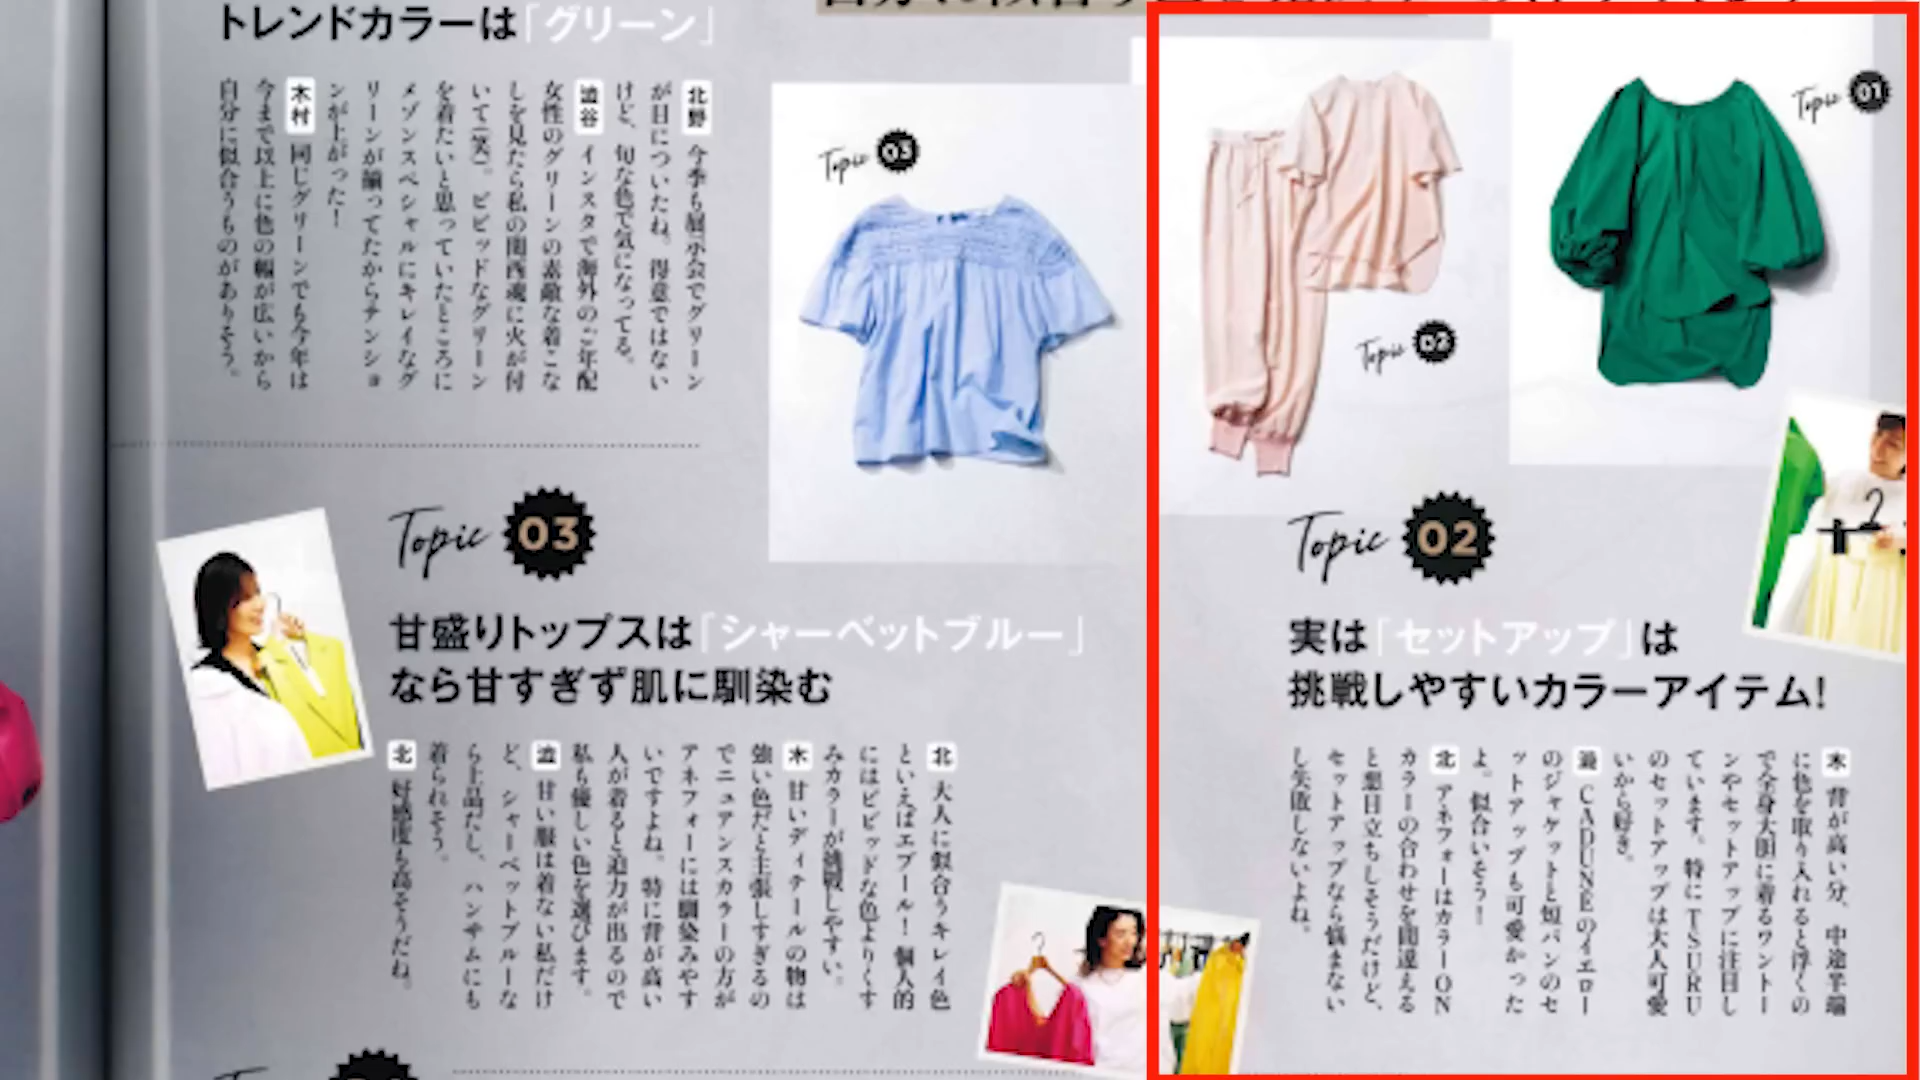 トレンドカラーは「グリーン」
北野 今季も展示会でグリーン
が目についたね。得意ではない
けど、旬な色で気になってる。
澁谷 インスタで海外のご年配
女性のグリーンの素敵な着こな
しを見たら私の関西魂に火が付
いて(笑)。ビビッドなグリーン
を着たいと思っていたところに
メゾンスペシャルにキレイなグ
リーンが揃ってたからテンショ
ンが上がった!
木村 同じグリーンでも今年は
今まで以上に色の幅が広いから
自分に似合うものがありそう。
Topic 03
Topic 01
Topic 02
Topic 02
実は「セットアップ」は
挑戦しやすいカラーアイテム!
木 背が高い分、中途半端
に色を取り入れると浮くの
で全身大胆に着るワントー
ンやセットアップに注目し
ています。特にTSURU
のセットアップは大人可愛
いから好き。
澁 CADUNEのイエロー
のジャケットと短パンのセ
ットアップも可愛かった
よ。似合いそう!
北 アネフォーはカラーON
カラーの合わせを間違える
と悪目立ちしそうだけど、
セットアップなら悩まない
し失敗しないよね。
Topic 03
甘盛りトップスは「シャーベットブルー」
なら甘すぎず肌に馴染む
北 大人に似合うキレイ色
といえばエブール! 個人的
にはビビッドな色よりくす
みカラーが挑戦しやすい。
木 甘いディテールの物は
強い色だと主張しすぎるの
でニュアンスカラーの方が
アネフォーには馴染みやす
いですよね。特に背が高い
人が着ると迫力が出るので
私も優しい色を選びます。
澁 甘い服は着ない私だけ
ど、シャーベットブルーな
ら上品だし、ハンサムにも
着られそう。
北 好感度も高そうだね。